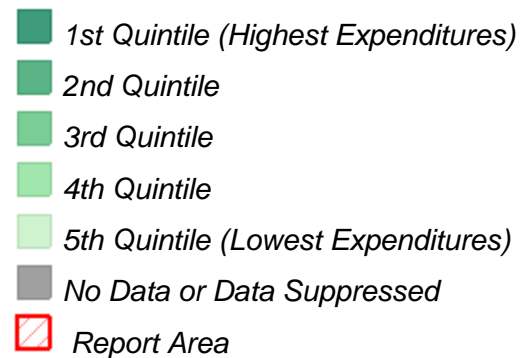 1st Quintile (Highest Expenditures)
2nd Quintile
3rd Quintile
4th Quintile
5th Quintile (Lowest Expenditures)
No Data or Data Suppressed
Report Area